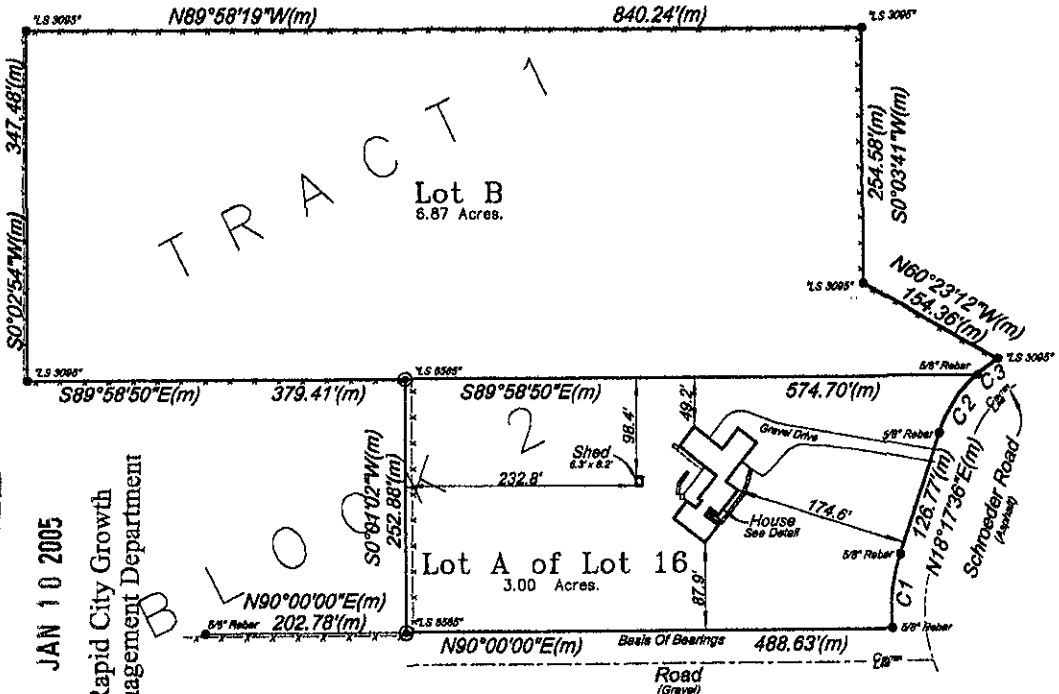 "LS 3095"
N89°58'19"W(m)
840.24'(m)
"LS 3095"
347.48'(m)
S0°02'54"W(m)
TRACT 1
Lot B
6.87 Acres.
254.58'(m)
S0°03'41"W(m)
"LS 3095"
N60°23'12"W(m)
154.36'(m)
"LS 3095"
"LS 3095"
S89°58'50"E(m)
379.41'(m)
"LS 6565"
S89°58'50"E(m)
574.70'(m)
5/8" Rebar
C3
C2
5/8" Rebar
BLOCK 2
S0°01'02"W(m)
252.88'(m)
98.4'
49.2'
Gravel Drive
Shed
6.3' x 8.2'
232.8'
174.6'
House
See Detail
126.77'(m)
N18°17'36"E(m)
Schroeder Road
(Asphalt)
5/8" Rebar
C1
Lot A of Lot 16
3.00 Acres.
87.9'
N90°00'00"E(m)
5/8" Rebar
202.78'(m)
"LS 6565"
N90°00'00"E(m)
Basis Of Bearings
488.63'(m)
5/8" Rebar
Road
(Gravel)
JAN 10 2005
Rapid City Growth
Management Department